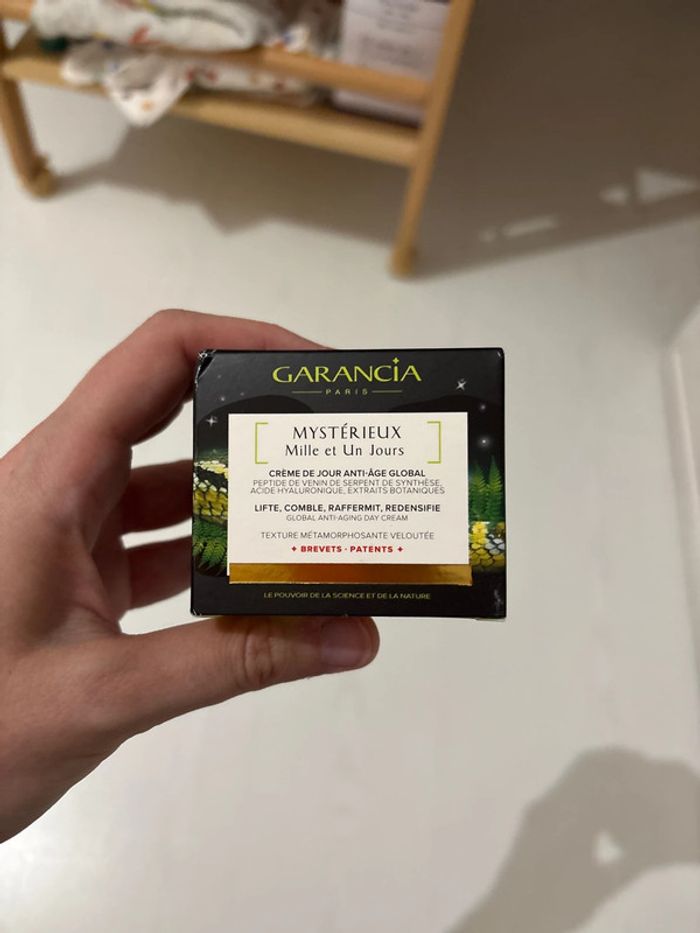 GARANCIA
PARIS
MYSTÉRIEUX
Mille et Un Jours
CRÈME DE JOUR ANTI-ÂGE GLOBAL
PEPTIDE DE VENIN DE SERPENT DE SYNTHÈSE,
ACIDE HYALURONIQUE, EXTRAITS BOTANIQUES
LIFTE, COMBLE, RAFFERMIT, REDENSIFIE
GLOBAL ANTI-AGING DAY CREAM
TEXTURE MÉTAMORPHOSANTE VELOUTÉE
+ BREVETS · PATENTS +
LE POUVOIR DE LA SCIENCE ET DE LA NATURE